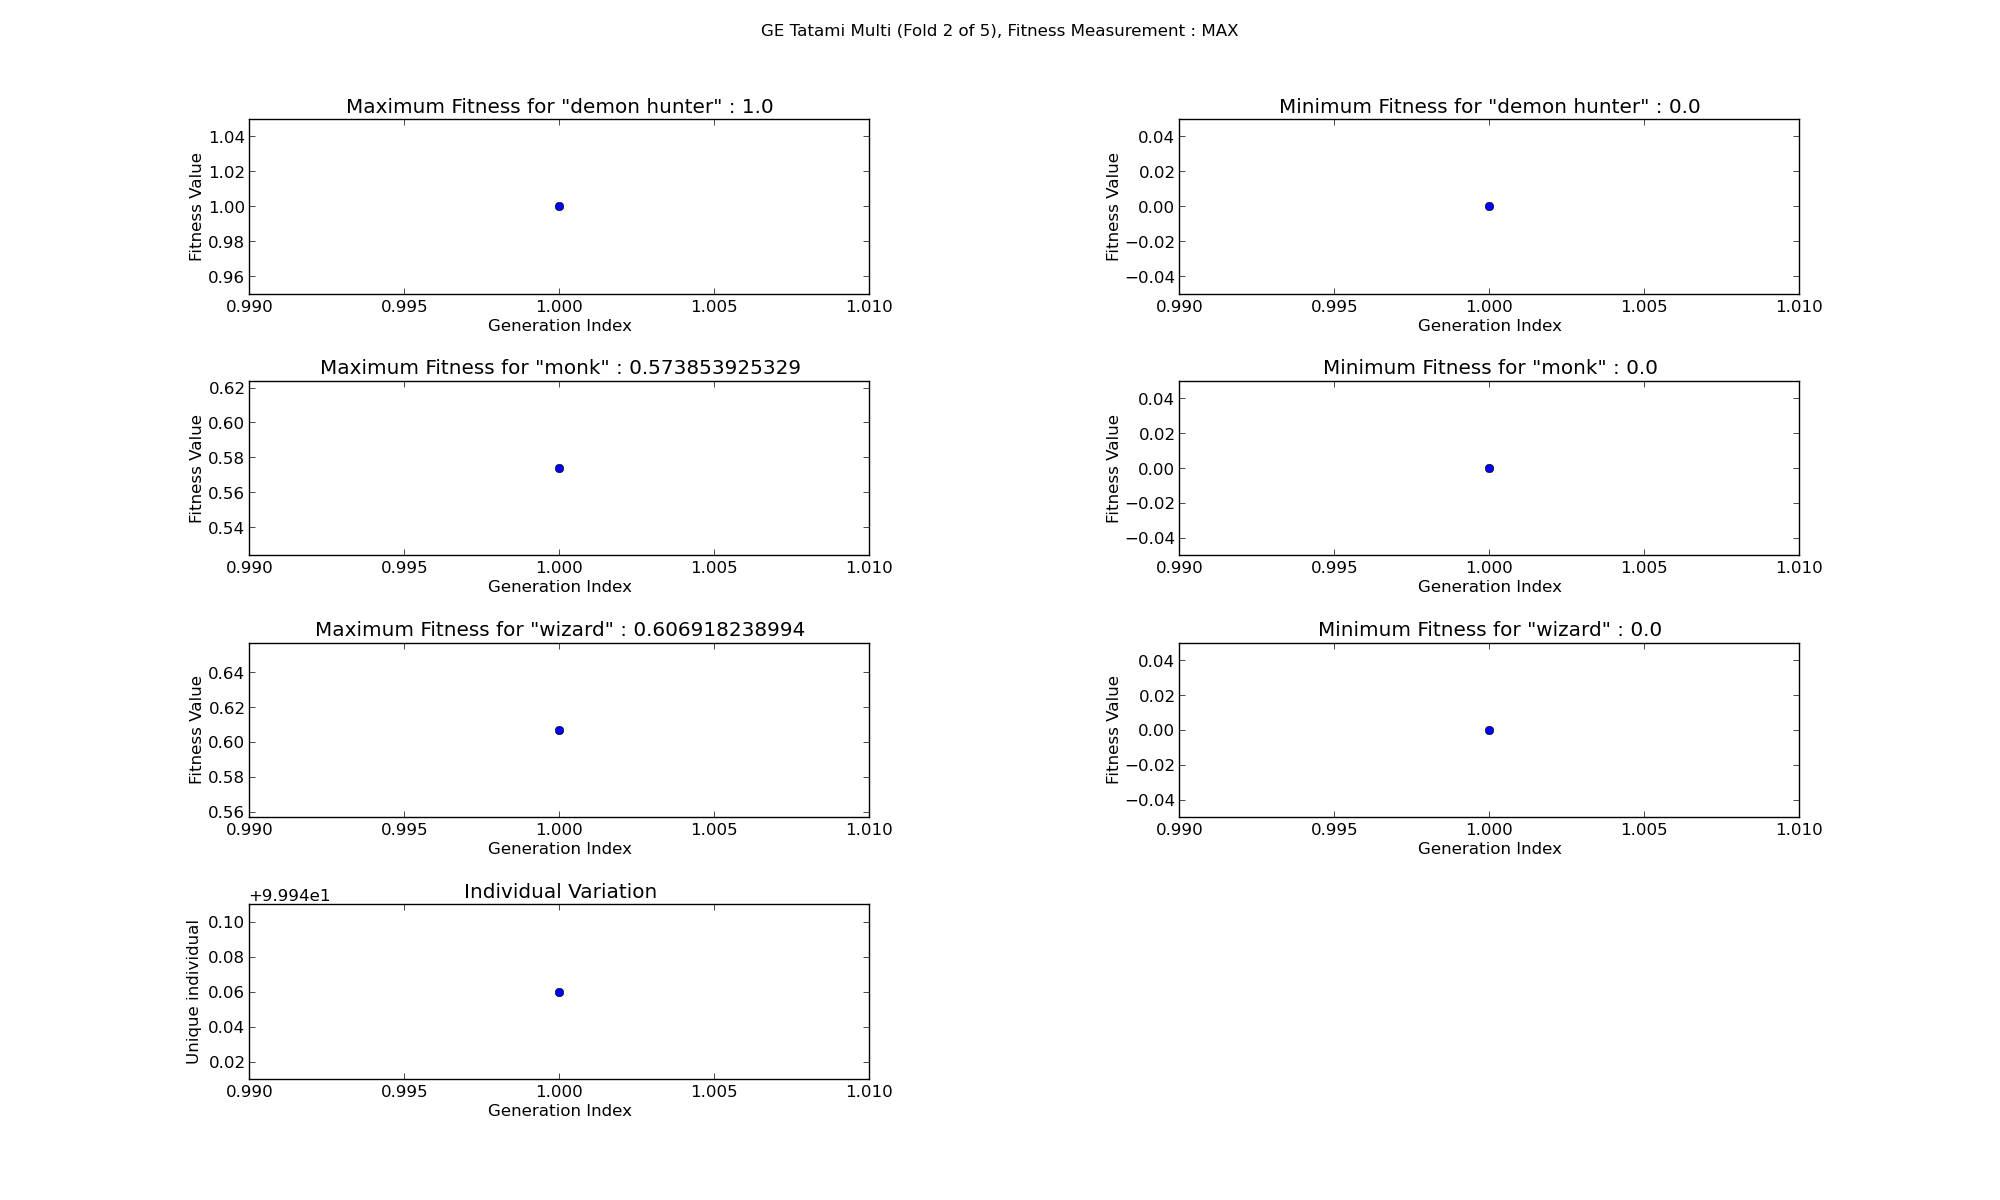 GE Tatami Multi (Fold 2 of 5), Fitness Measurement : MAX
Maximum Fitness for "demon hunter" : 1.0
Fitness Value
1.04
1.02
1.00
0.98
0.96
0.990 0.995 1.000 1.005 1.010
Generation Index
Minimum Fitness for "demon hunter" : 0.0
Fitness Value
0.04
0.02
0.00
−0.02
−0.04
0.990 0.995 1.000 1.005 1.010
Generation Index
Maximum Fitness for "monk" : 0.573853925329
Fitness Value
0.62
0.60
0.58
0.56
0.54
0.990 0.995 1.000 1.005 1.010
Generation Index
Minimum Fitness for "monk" : 0.0
Fitness Value
0.04
0.02
0.00
−0.02
−0.04
0.990 0.995 1.000 1.005 1.010
Generation Index
Maximum Fitness for "wizard" : 0.606918238994
Fitness Value
0.64
0.62
0.60
0.58
0.56
0.990 0.995 1.000 1.005 1.010
Generation Index
Minimum Fitness for "wizard" : 0.0
Fitness Value
0.04
0.02
0.00
−0.02
−0.04
0.990 0.995 1.000 1.005 1.010
Generation Index
Individual Variation
+9.994e1
Unique individual
0.10
0.08
0.06
0.04
0.02
0.990 0.995 1.000 1.005 1.010
Generation Index